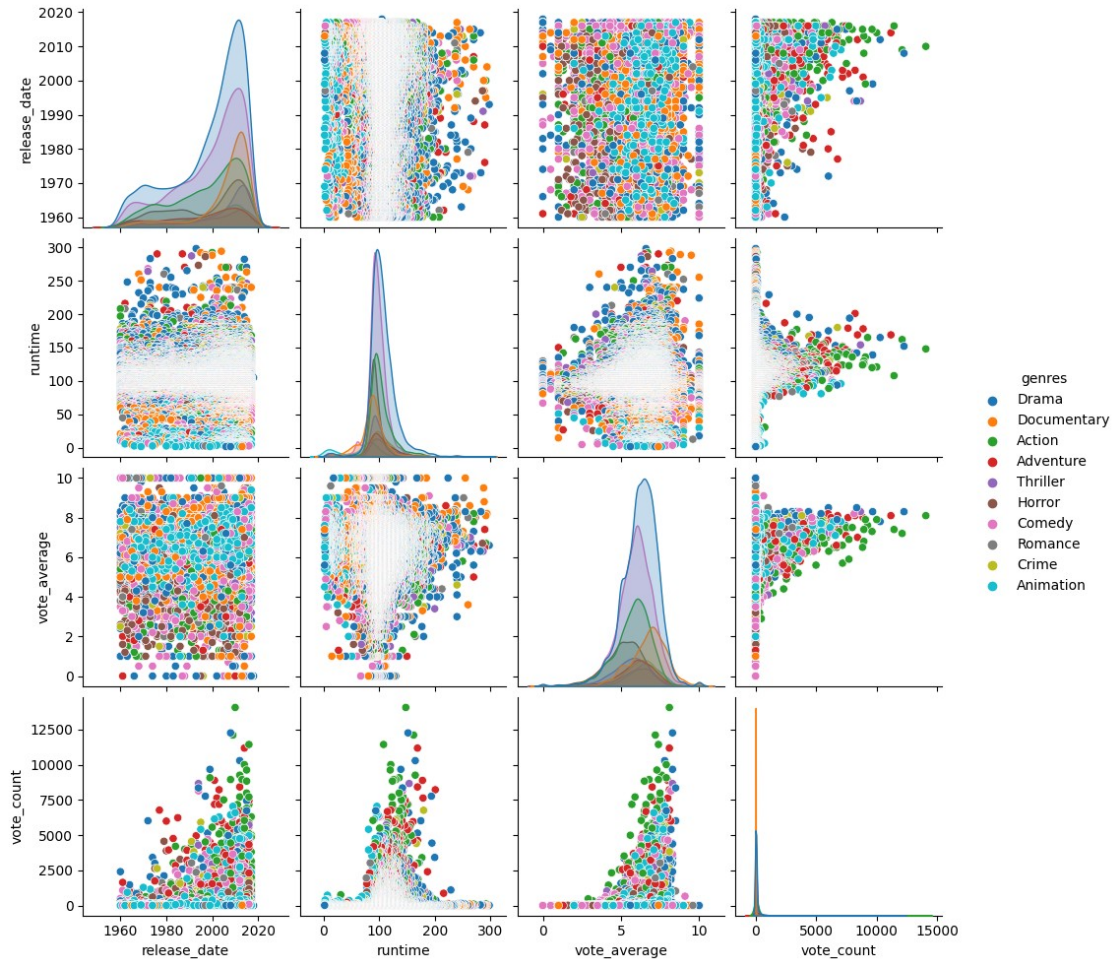 2020
2010
2000
1990
1980
1970
1960
release_date
300
250
200
150
100
50
0
runtime
10
8
6
4
2
0
vote_average
12500
10000
7500
5000
2500
0
vote_count
1960 1980 2000 2020
release_date
0 100 200 300
runtime
0 5 10
vote_average
0 5000 10000 15000
vote_count
genres
Drama
Documentary
Action
Adventure
Thriller
Horror
Comedy
Romance
Crime
Animation